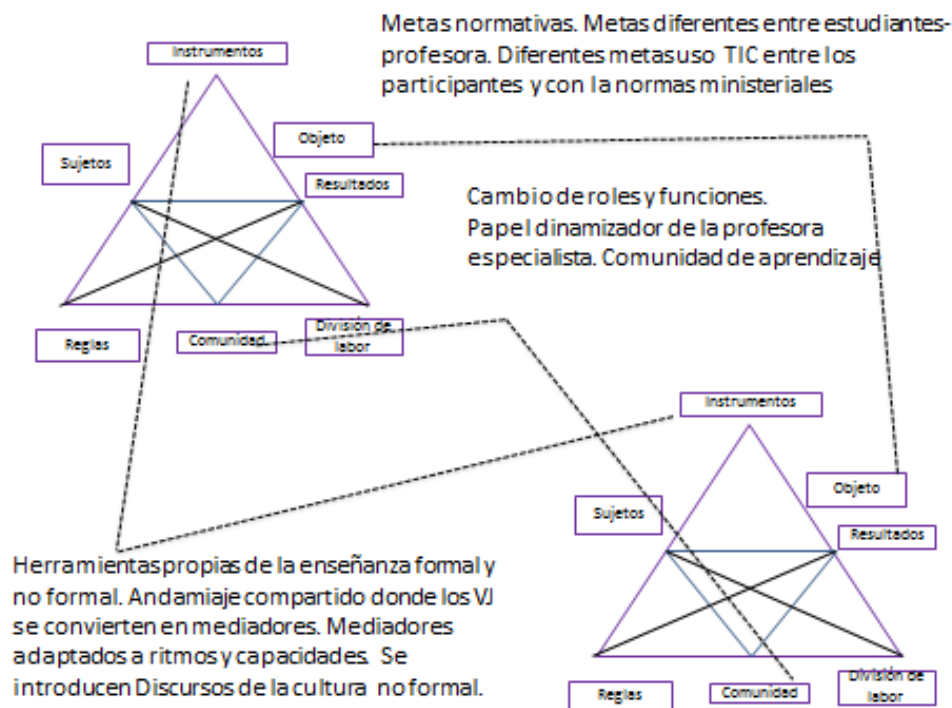 Metas normativas. Metas diferentes entre estudiantes-
profesora. Diferentes metas uso TIC entre los
participantes y con la normas ministeriales
Instrumentos
Objeto
Sujetos
Resultados
Cambio de roles y funciones.
Papel dinamizador de la profesora
especialista. Comunidad de aprendizaje
Reglas
Comunidad
División de
labor
Instrumentos
Objeto
Sujetos
Resultados
Herramientas propias de la enseñanza formal y
no formal. Andamiaje compartido donde los VJ
se convierten en mediadores. Mediadores
adaptados a ritmos y capacidades. Se
introducen Discursos de la cultura no formal.
Reglas
Comunidad
División de
labor